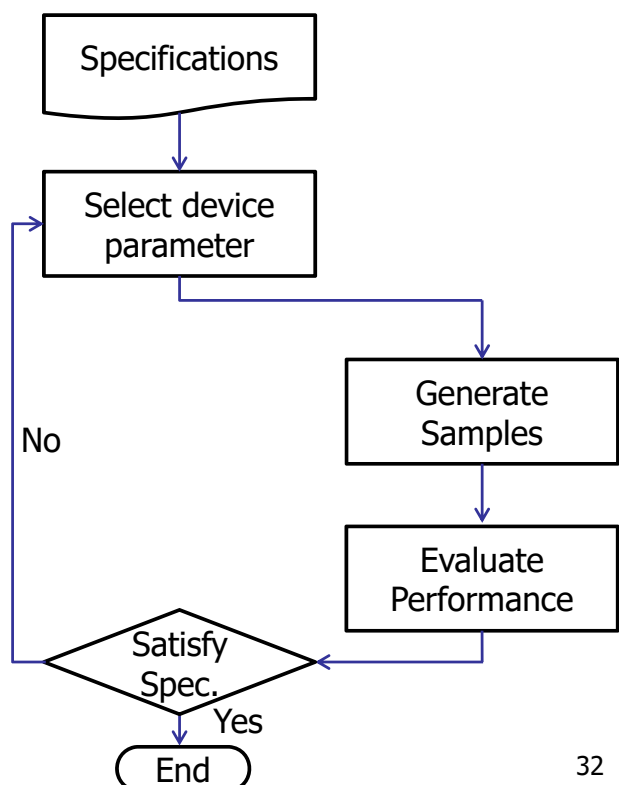 Specifications
Select device
parameter
Generate
Samples
No
Evaluate
Performance
Satisfy
Spec.
Yes
End
32